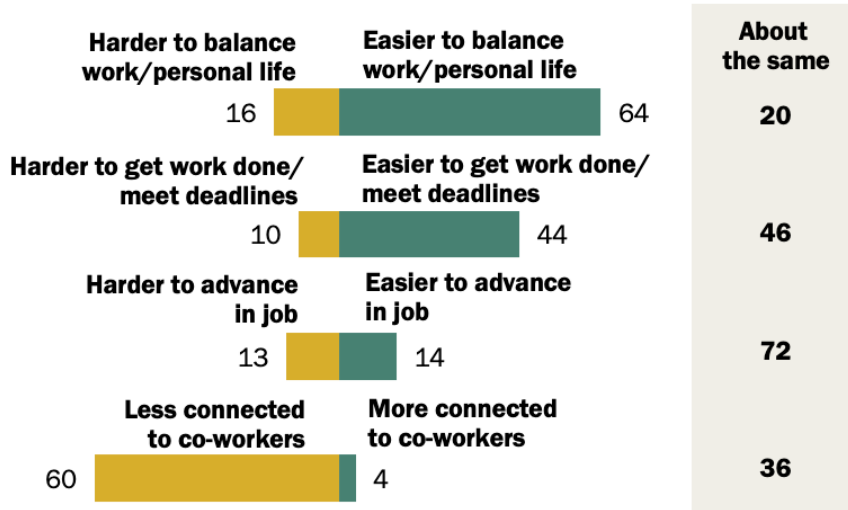 About
the same
Harder to balance
work/personal life
Easier to balance
work/personal life
16
64
20
Harder to get work done/
meet deadlines
Easier to get work done/
meet deadlines
10
44
46
Harder to advance
in job
Easier to advance
in job
13
14
72
Less connected
to co-workers
More connected
to co-workers
60
4
36